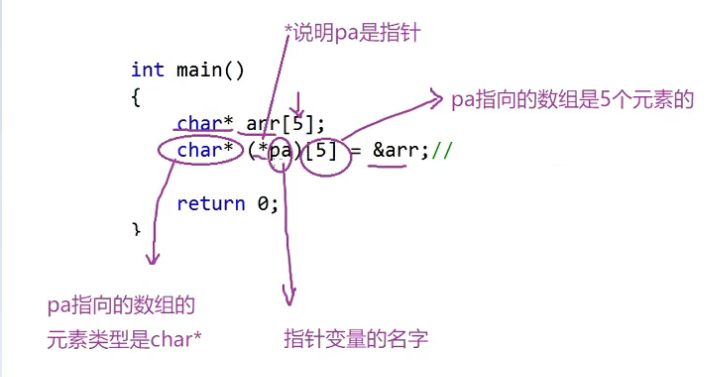 *说明pa是指针
int main()
{
char* arr[5];
pa指向的数组是5个元素的
char* (*pa)[5] = &arr;//
return 0;
}
pa指向的数组的
元素类型是char*
指针变量的名字